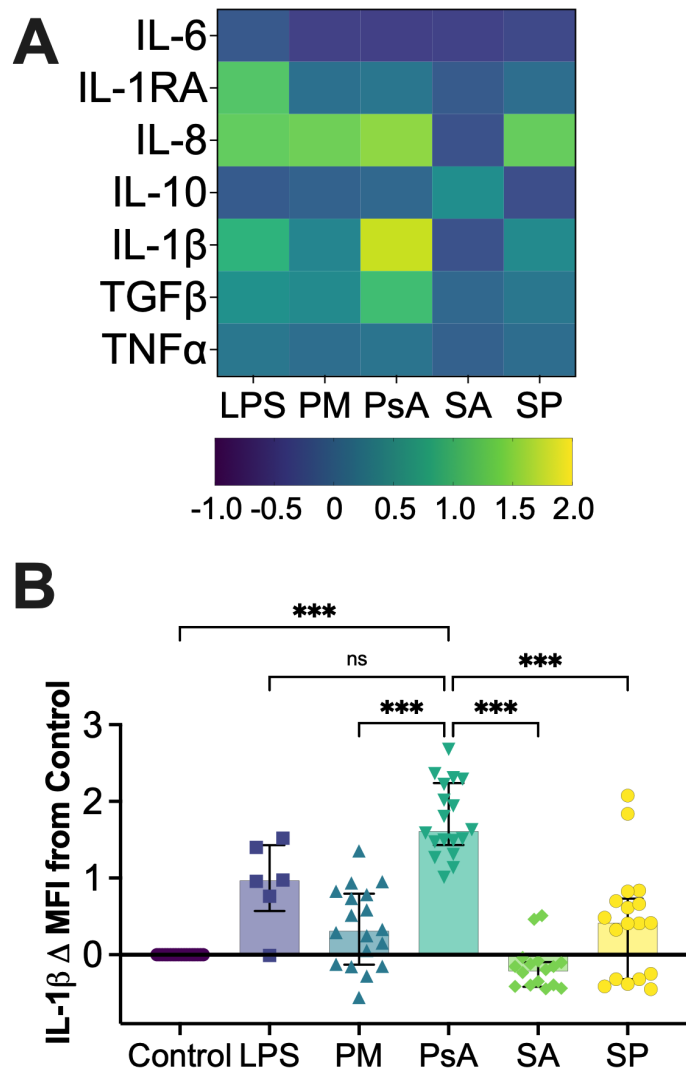 A
IL-6
IL-1RA
IL-8
IL-10
IL-1β
TGFβ
TNFα
LPS PM PsA SA SP
-1.0 -0.5 0 0.5 1.0 1.5 2.0
B
***
ns
***
***
***
IL-1β Δ MFI from Control
3
2
1
0
Control LPS PM PsA SA SP